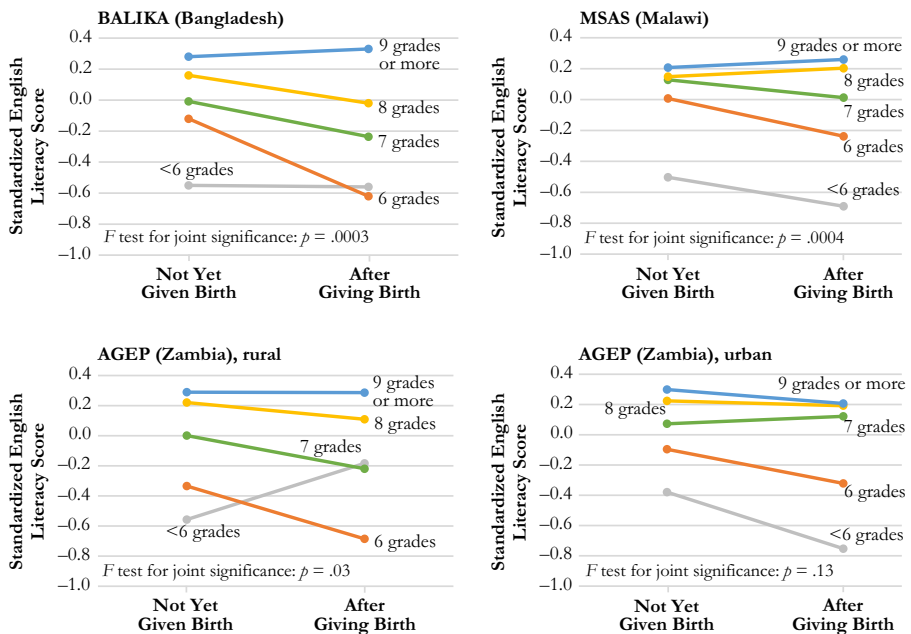 BALIKA (Bangladesh)
Standardized English
Literacy Score
0.4
0.2
0.0
–0.2
–0.4
–0.6
–0.8
–1.0
9 grades
or more
8 grades
7 grades
<6 grades
6 grades
F test for joint significance: p = .0003
Not Yet
Given Birth
After
Giving Birth
MSAS (Malawi)
Standardized English
Literacy Score
0.4
0.2
0.0
–0.2
–0.4
–0.6
–0.8
–1.0
9 grades or more
8 grades
7 grades
6 grades
<6 grades
F test for joint significance: p = .0004
Not Yet
Given Birth
After
Giving Birth
AGEP (Zambia), rural
Standardized English
Literacy Score
0.4
0.2
0.0
–0.2
–0.4
–0.6
–0.8
–1.0
9 grades
or more
8 grades
7 grades
<6 grades
6 grades
F test for joint significance: p = .03
Not Yet
Given Birth
After
Giving Birth
AGEP (Zambia), urban
Standardized English
Literacy Score
0.4
0.2
0.0
–0.2
–0.4
–0.6
–0.8
–1.0
9 grades or more
8 grades
7 grades
6 grades
<6 grades
F test for joint significance: p = .13
Not Yet
Given Birth
After
Giving Birth